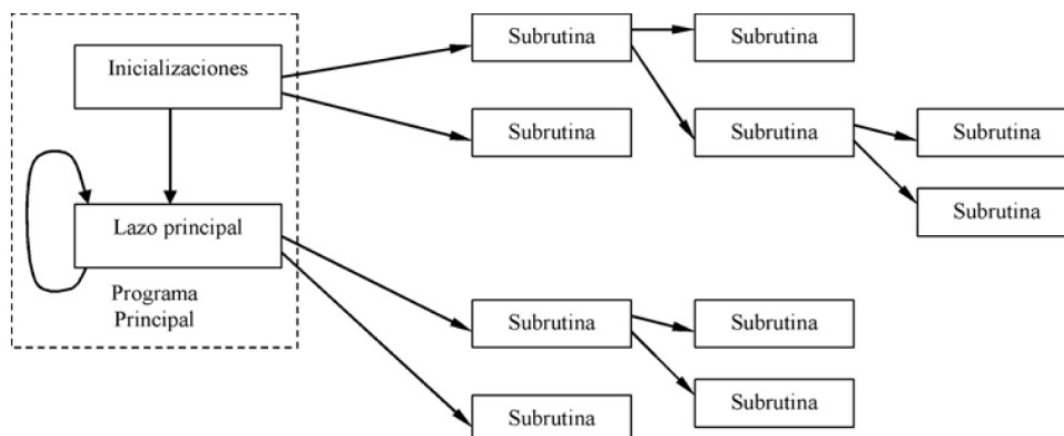 Inicializaciones
Lazo principal
Programa
Principal
Subrutina
Subrutina
Subrutina
Subrutina
Subrutina
Subrutina
Subrutina
Subrutina
Subrutina
Subrutina